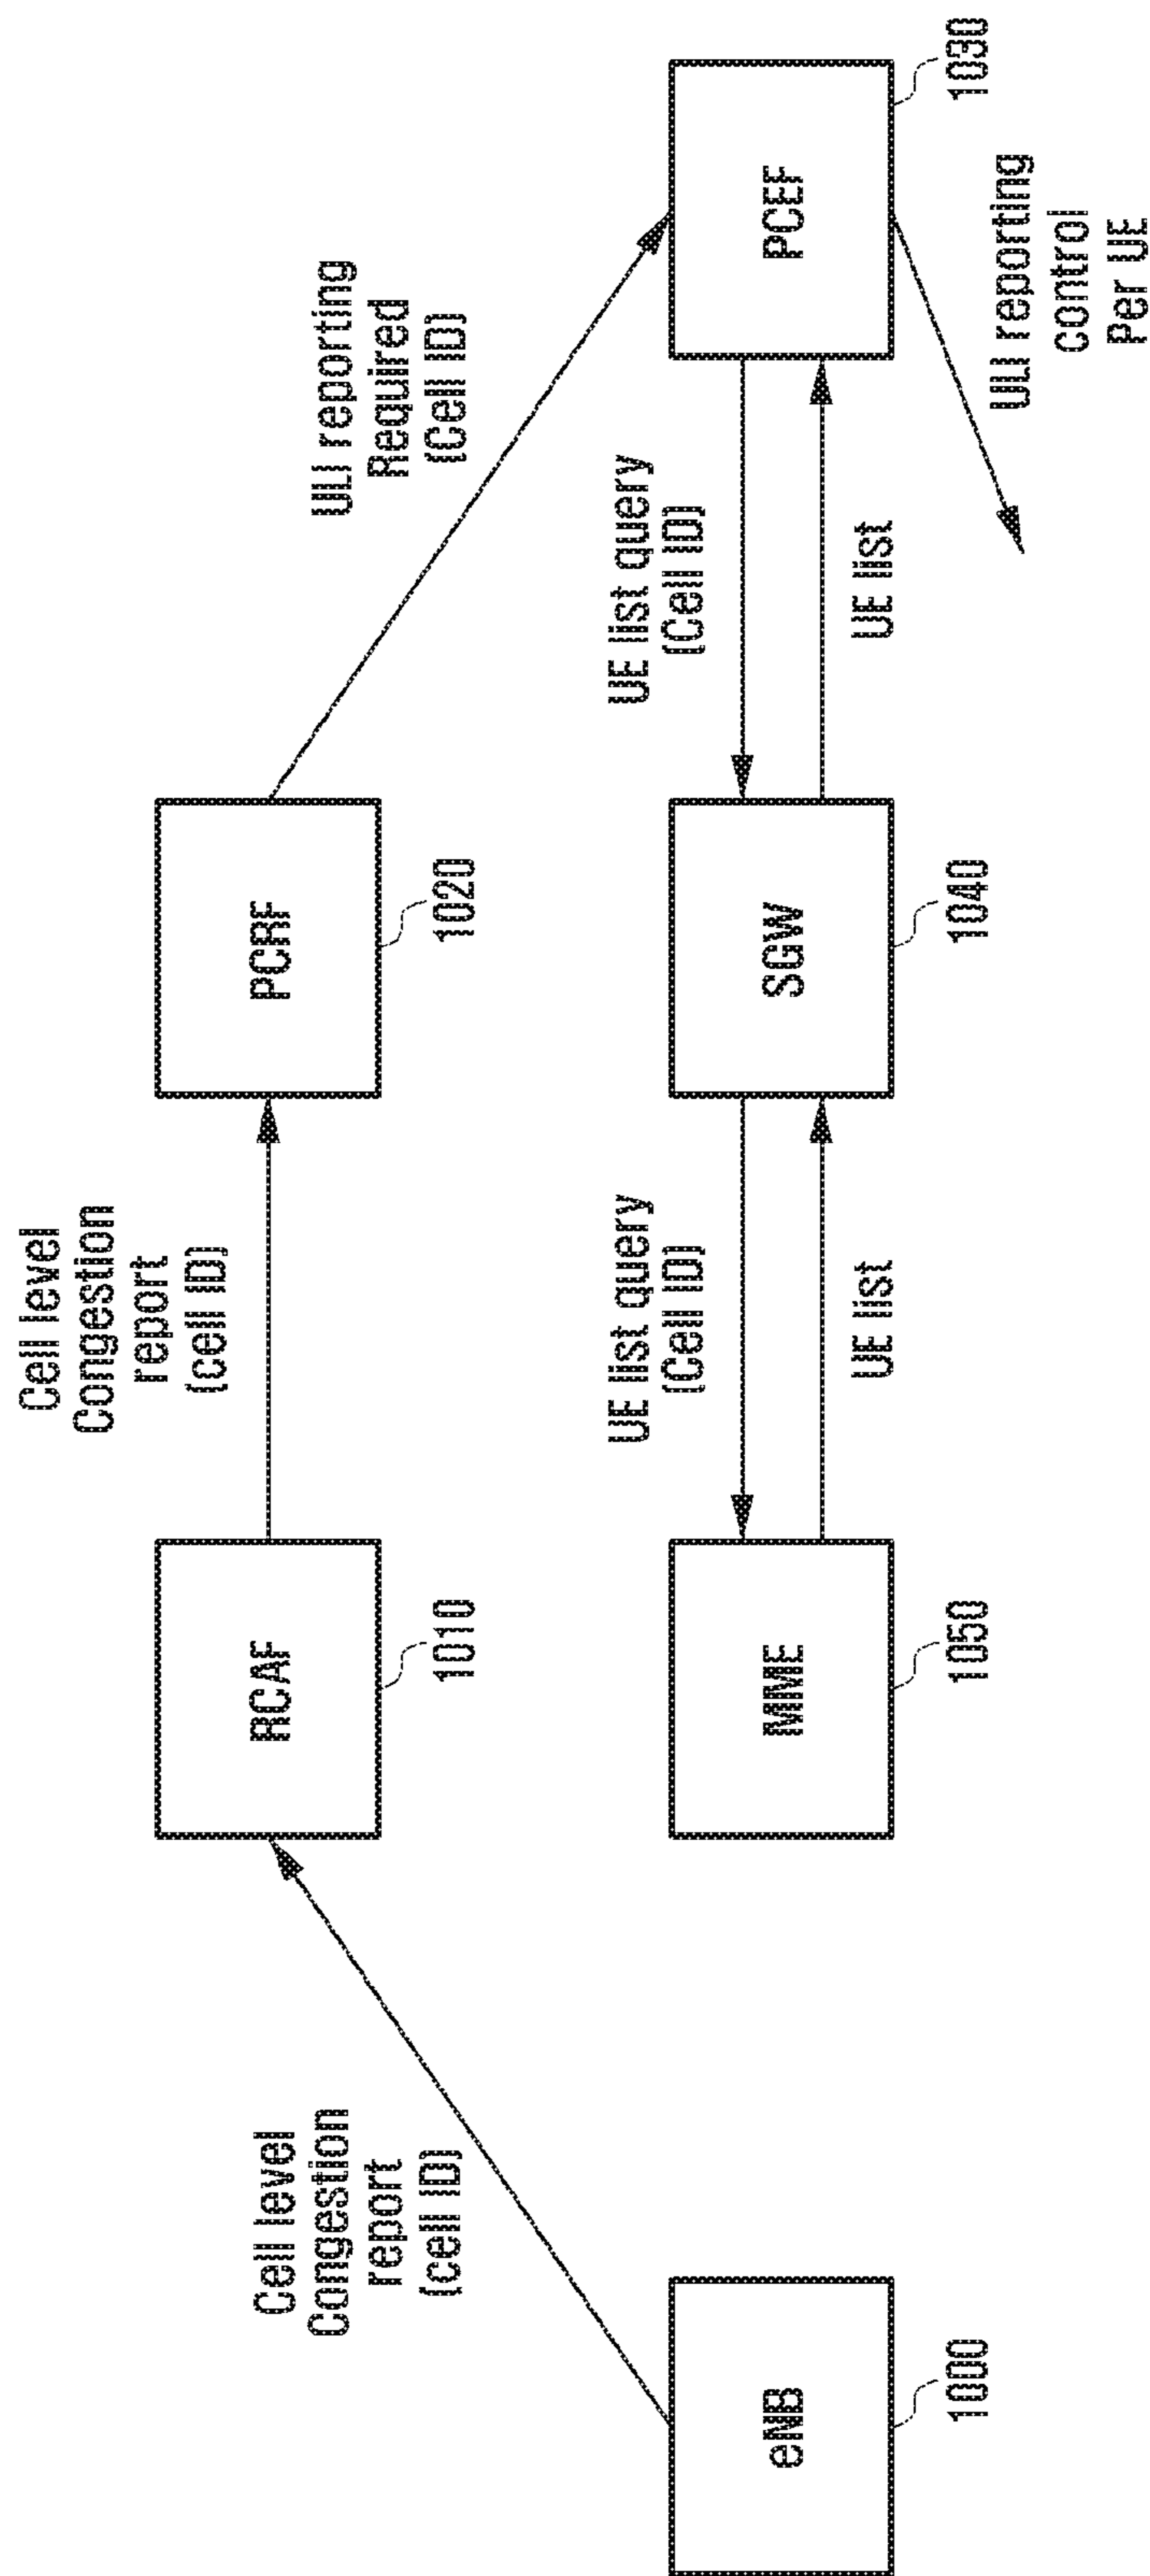 Cell level
Congestion
report
(cell ID)
Cell level
Congestion
report
(cell ID)
ULI reporting
Required
(Cell ID)
RCAF
1010
PCRF
1020
UE list query
(Cell ID)
UE list query
(Cell ID)
eNB
1000
MME
1050
SGW
1040
PCEF
1030
UE list
UE list
ULI reporting
control
Per UE